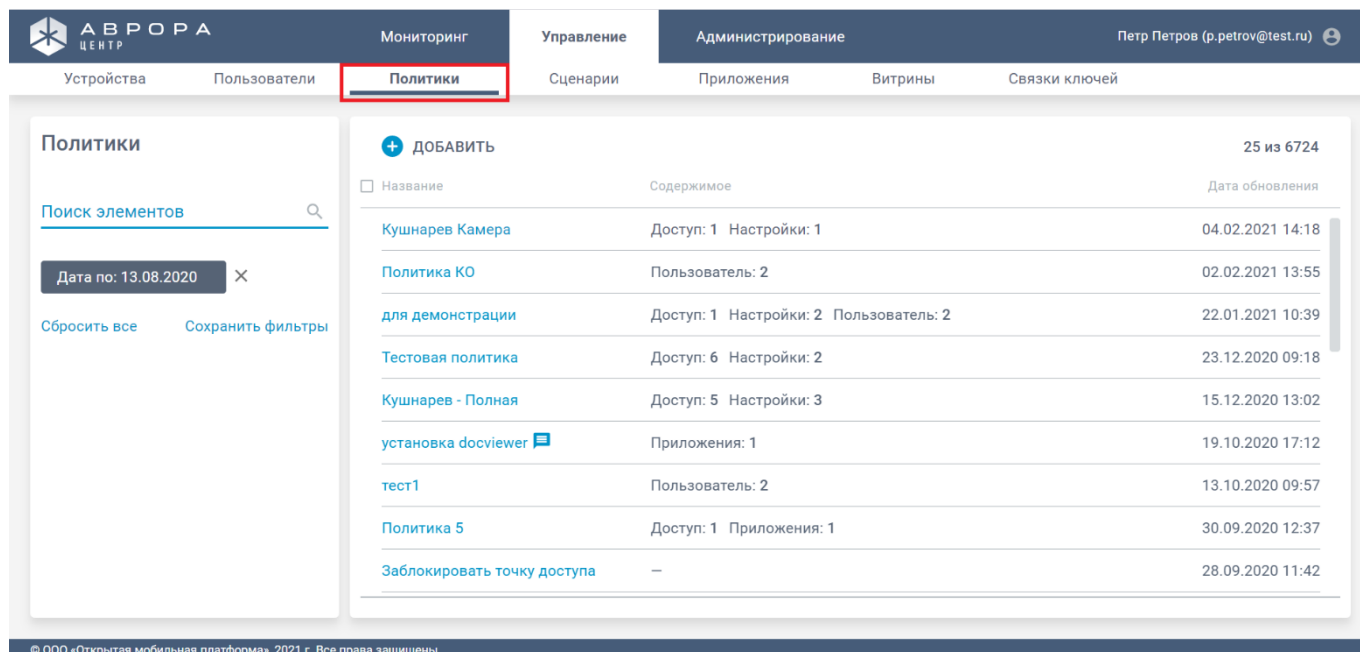 АВРОРА
ЦЕНТР
Мониторинг Управление Администрирование Петр Петров (p.petrov@test.ru)
Устройства Пользователи Политики Сценарии Приложения Витрины Связки ключей
Политики
Поиск элементов
Дата по: 13.08.2020
Сбросить все Сохранить фильтры
ДОБАВИТЬ 25 из 6724
Название Содержимое Дата обновления
Кушнарев Камера Доступ: 1 Настройки: 1 04.02.2021 14:18
Политика КО Пользователь: 2 02.02.2021 13:55
для демонстрации Доступ: 1 Настройки: 2 Пользователь: 2 22.01.2021 10:39
Тестовая политика Доступ: 6 Настройки: 2 23.12.2020 09:18
Кушнарев - Полная Доступ: 5 Настройки: 3 15.12.2020 13:02
установка docviewer Приложения: 1 19.10.2020 17:12
тест1 Пользователь: 2 13.10.2020 09:57
Политика 5 Доступ: 1 Приложения: 1 30.09.2020 12:37
Заблокировать точку доступа — 28.09.2020 11:42
© ООО «Открытая мобильная платформа», 2021 г. Все права защищены